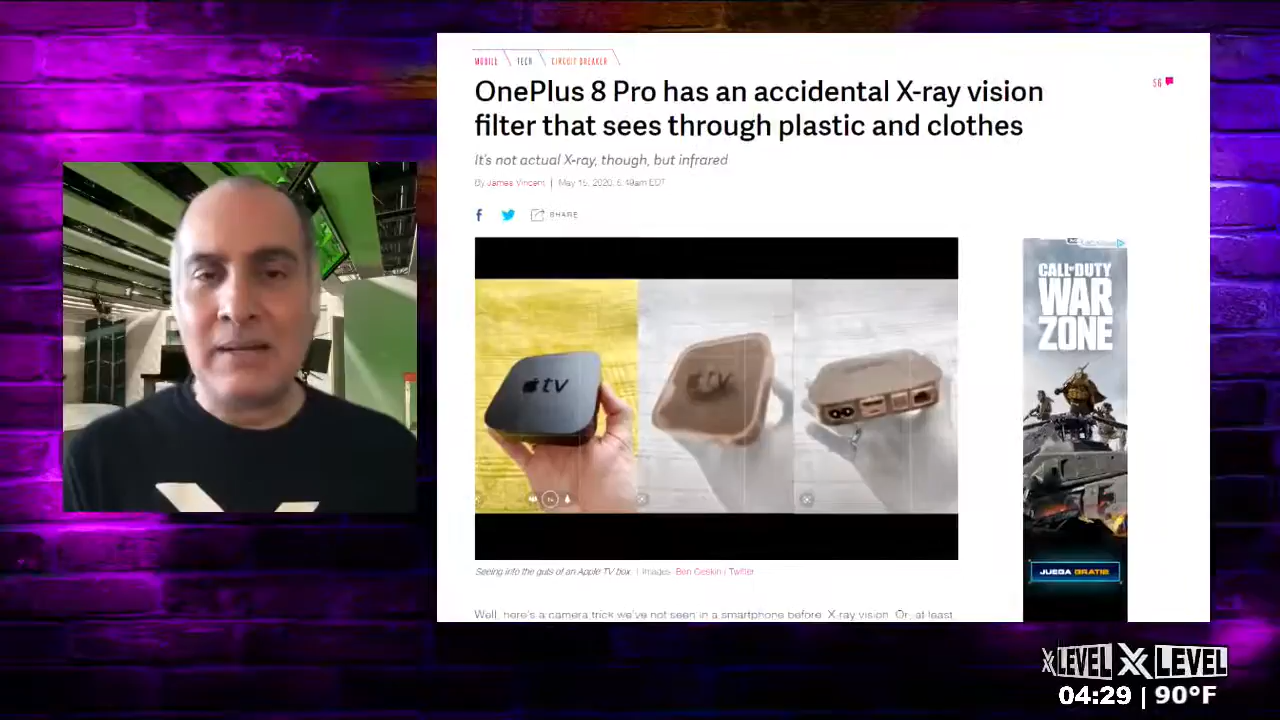 MOBILE
TECH
CIRCUIT BREAKER
OnePlus 8 Pro has an accidental X-ray vision
filter that sees through plastic and clothes
56
It's not actual X-ray, though, but infrared
By James Vincent | May 15, 2020, 6:49am EDT
SHARE
CALL OF DUTY
WAR
ZONE
tv
tv
JUEGA GRATIS
Seeing into the guts of an Apple TV box. | Images: Ben Geskin / Twitter
Well, here's a camera trick we've not seen in a smartphone before: X-ray vision. Or, at least
LEVEL X LEVEL
04:29 | 90°F